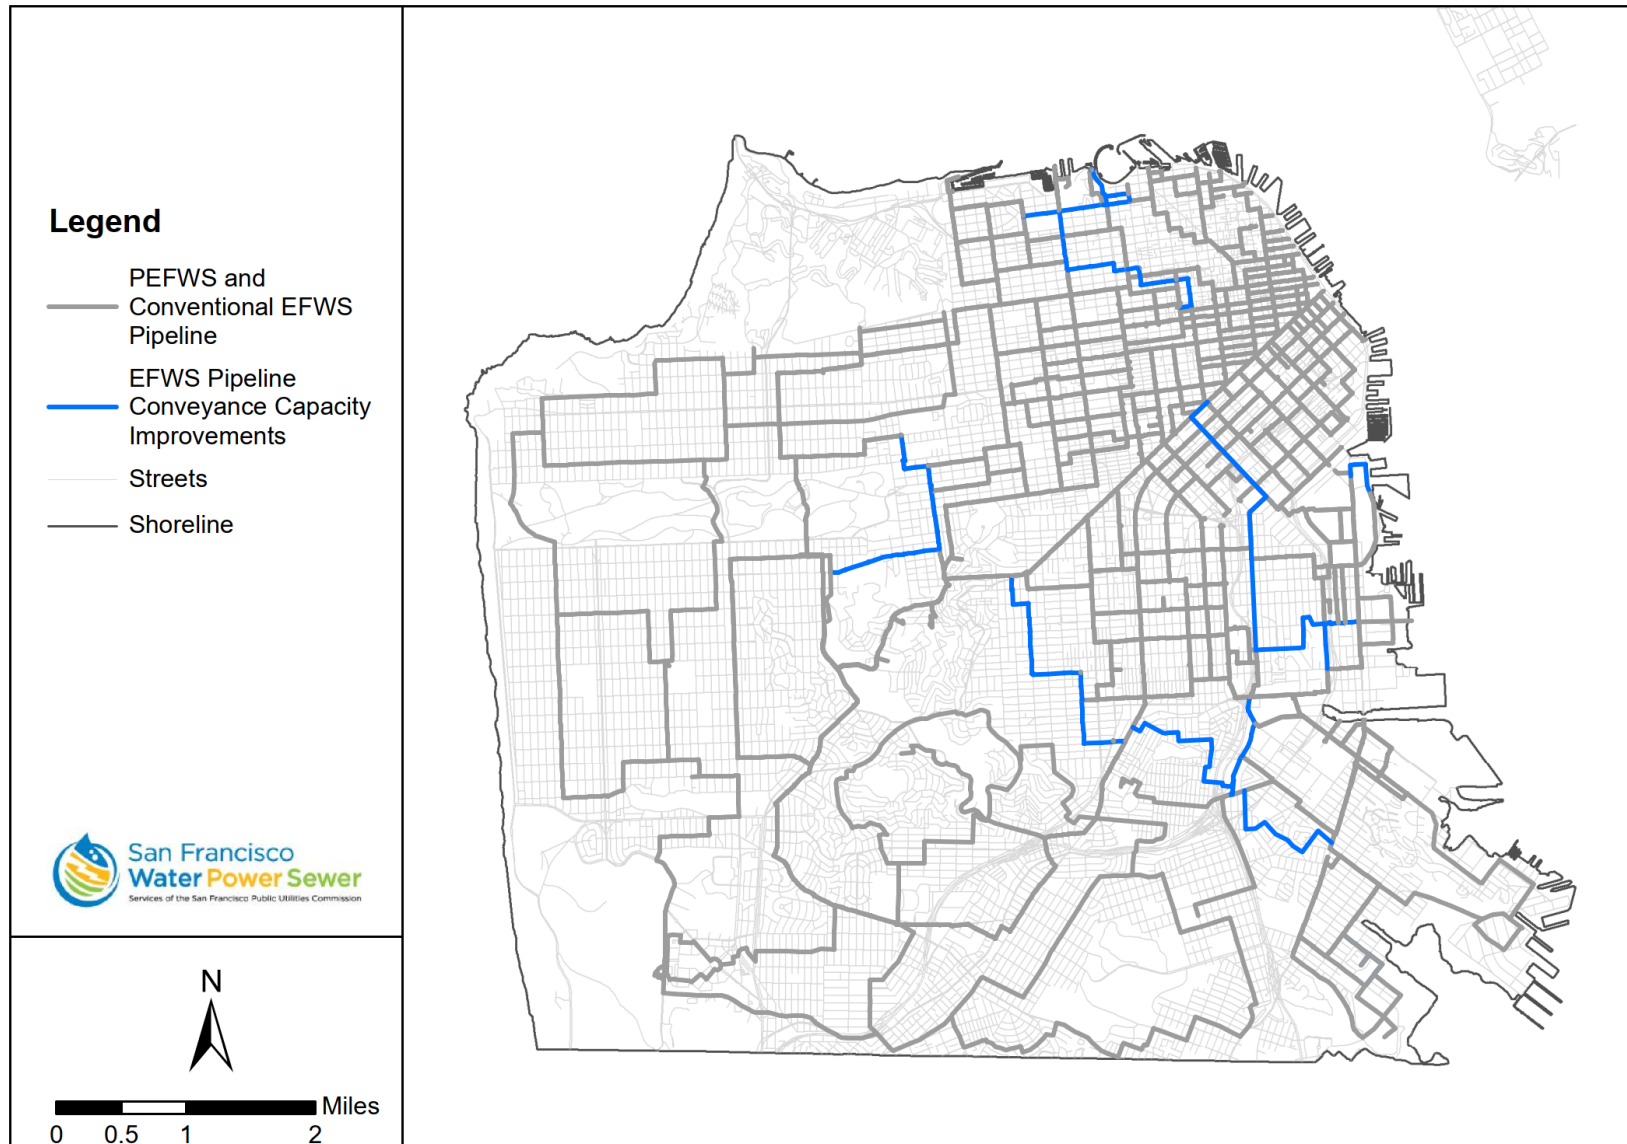 Legend
PEFWS and
Conventional EFWS
Pipeline
EFWS Pipeline
Conveyance Capacity
Improvements
Streets
Shoreline
San Francisco
Water Power Sewer
Services of the San Francisco Public Utilities Commission
N
Miles
0 0.5 1 2